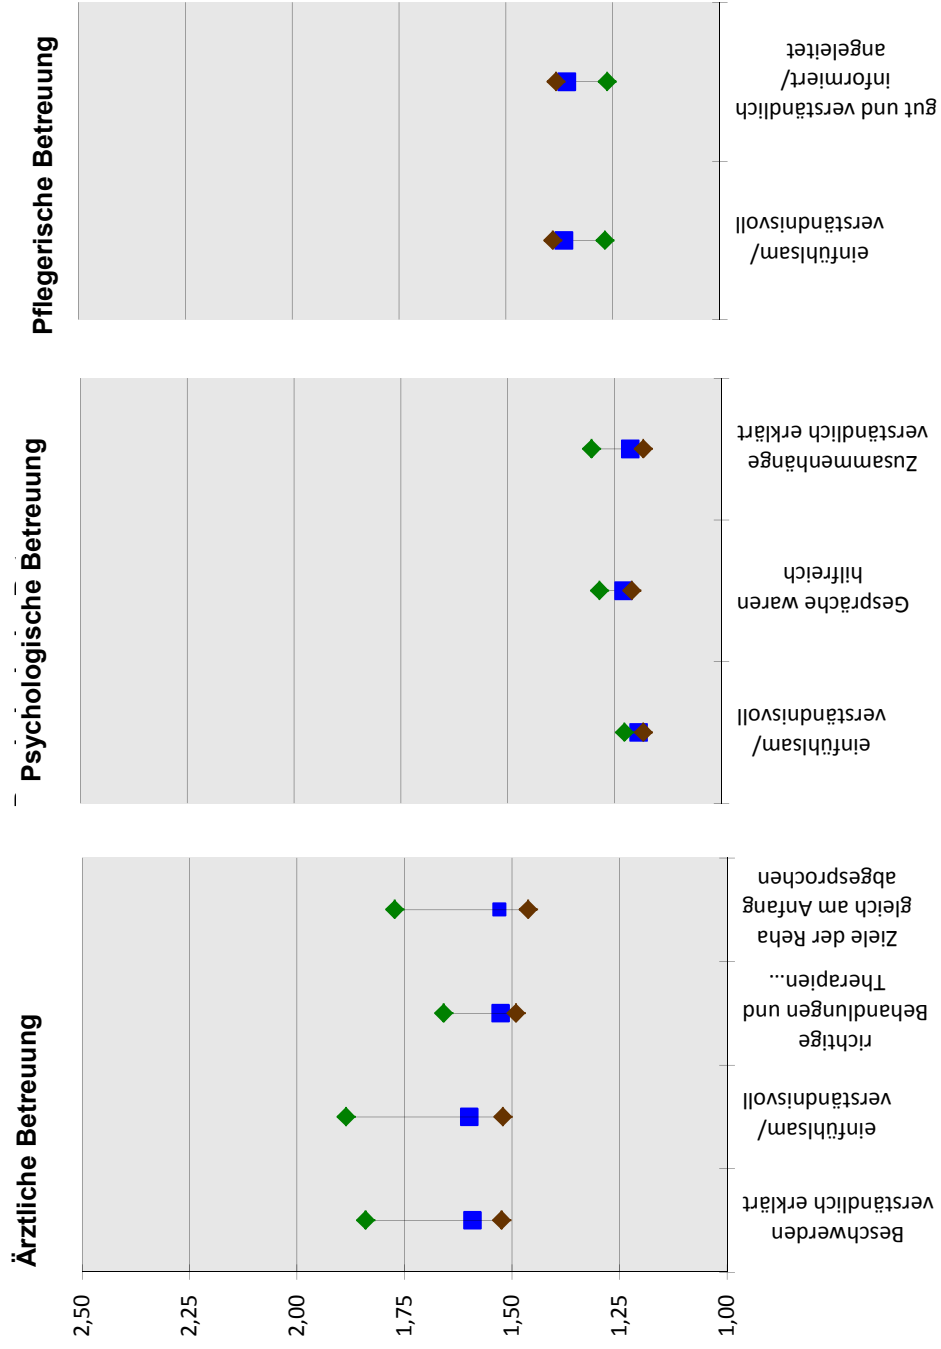 Ärztliche Betreuung
2,50
2,25
2,00
1,75
1,50
1,25
1,00
Beschwerden
verständlich erklärt
einfühlsam/
verständnisvoll
richtige
Behandlungen und
Therapien...
Ziele der Reha
gleich am Anfang
abgesprochen
Psychologische Betreuung
einfühlsam/
verständnisvoll
Gespräche waren
hilfreich
Zusammenhänge
verständlich erklärt
Pflegerische Betreuung
einfühlsam/
verständnisvoll
gut und verständlich
informiert/
angeleitet